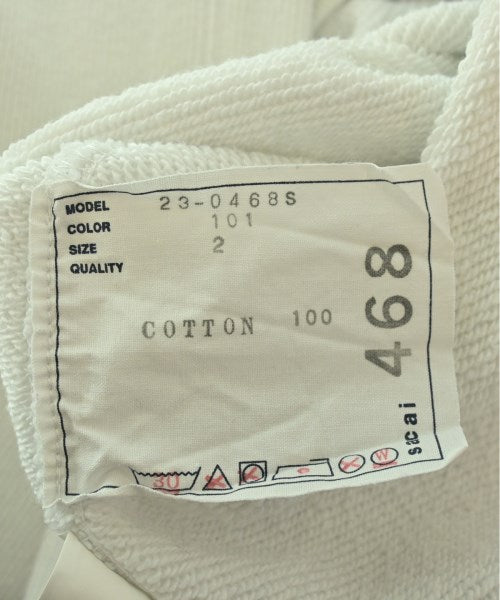 MODEL 23-0468S
COLOR 101
SIZE 2
QUALITY
COTTON 100
468
sacai
30
W